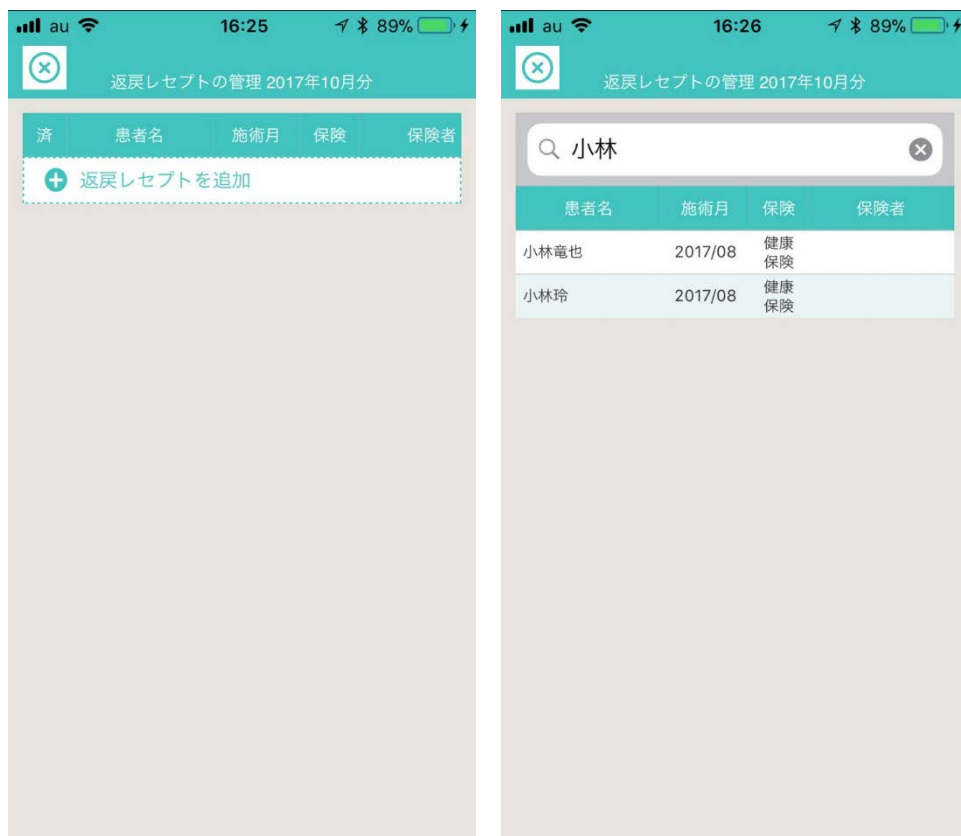 au 16:25 89%
返戻レセプトの管理 2017年10月分
済 患者名 施術月 保険 保険者
返戻レセプトを追加
au 16:26 89%
返戻レセプトの管理 2017年10月分
小林
患者名 施術月 保険 保険者
小林竜也 2017/08 健康
保険
小林玲 2017/08 健康
保険